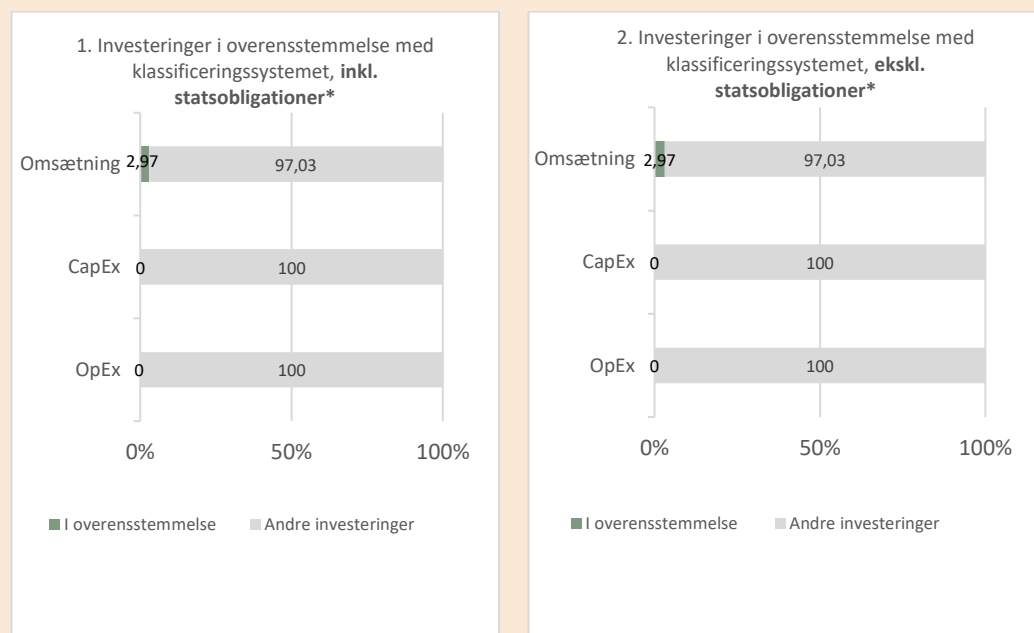 1. Investeringer i overensstemmelse med
klassificeringssystemet, inkl.
statsobligationer*
Omsætning 2,97 97,03
CapEx 0 100
OpEx 0 100
0% 50% 100%
I overensstemmelse Andre investeringer
2. Investeringer i overensstemmelse med
klassificeringssystemet, ekskl.
statsobligationer*
Omsætning 2,97 97,03
CapEx 0 100
OpEx 0 100
0% 50% 100%
I overensstemmelse Andre investeringer